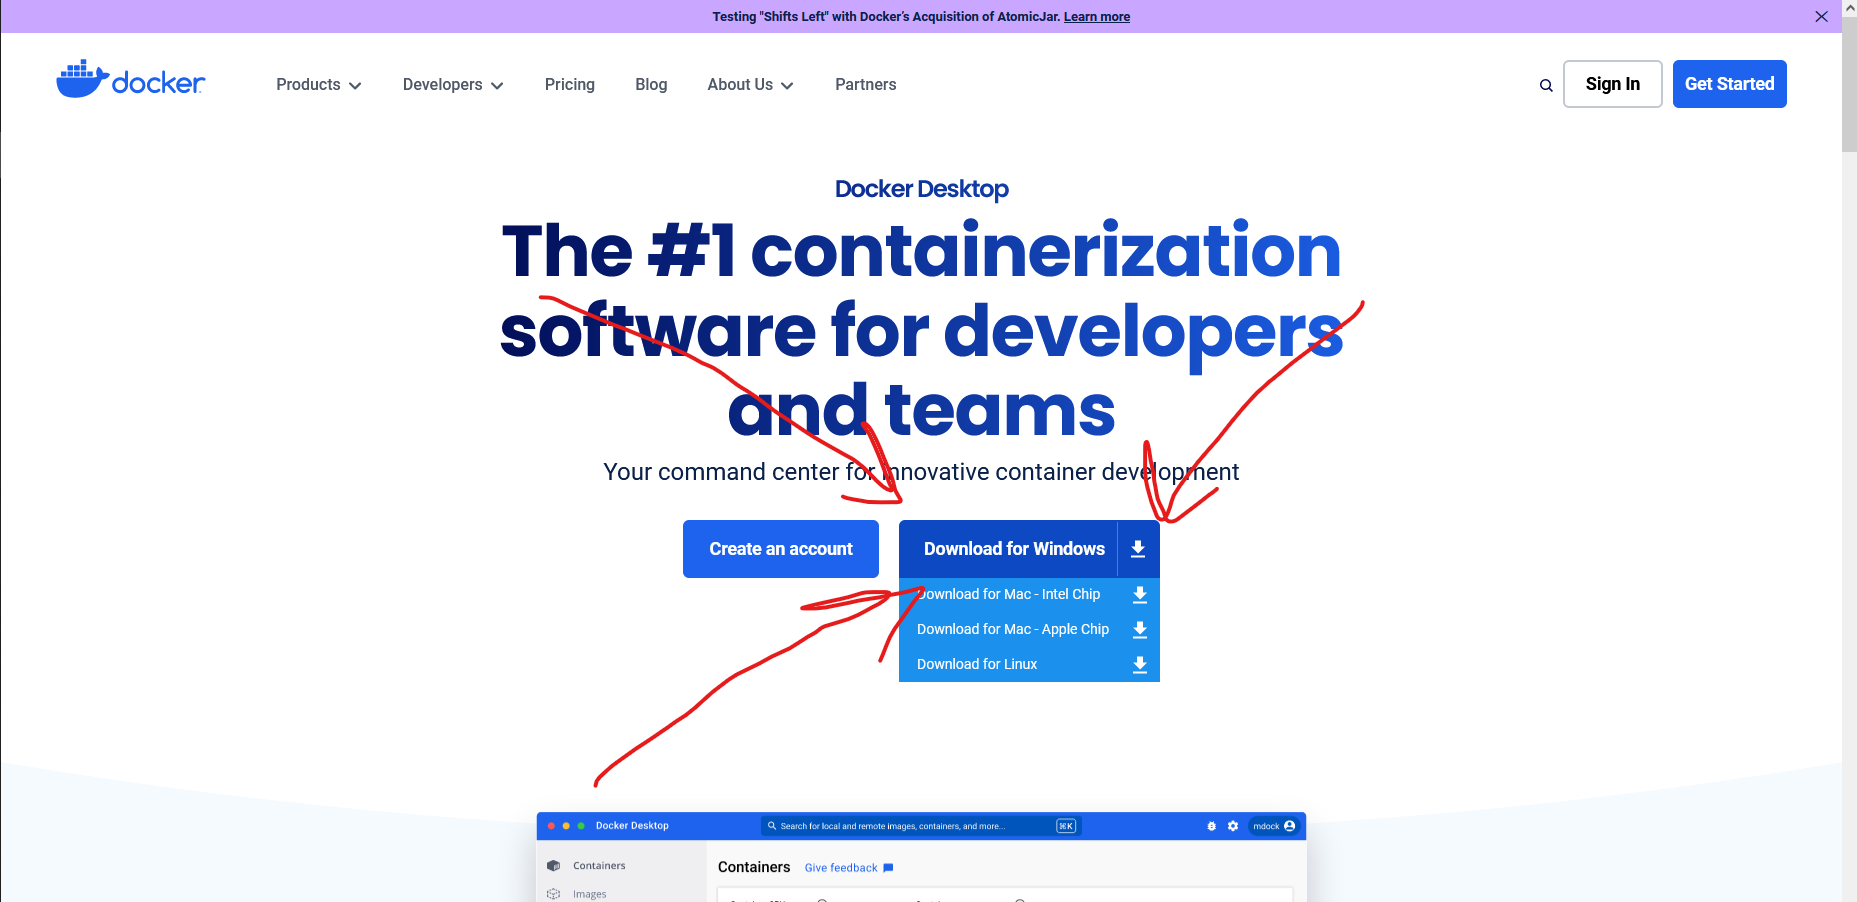 Testing "Shifts Left" with Docker's Acquisition of AtomicJar. Learn more
docker
Products Developers Pricing Blog About Us Partners Sign In Get Started
Docker Desktop
The #1 containerization
software for developers
and teams
Your command center for innovative container development
Create an account Download for Windows
Download for Mac - Intel Chip
Download for Mac - Apple Chip
Download for Linux
Docker Desktop Search for local and remote images, containers, and more... ⌘K mdock
Containers
Images
Containers Give feedback